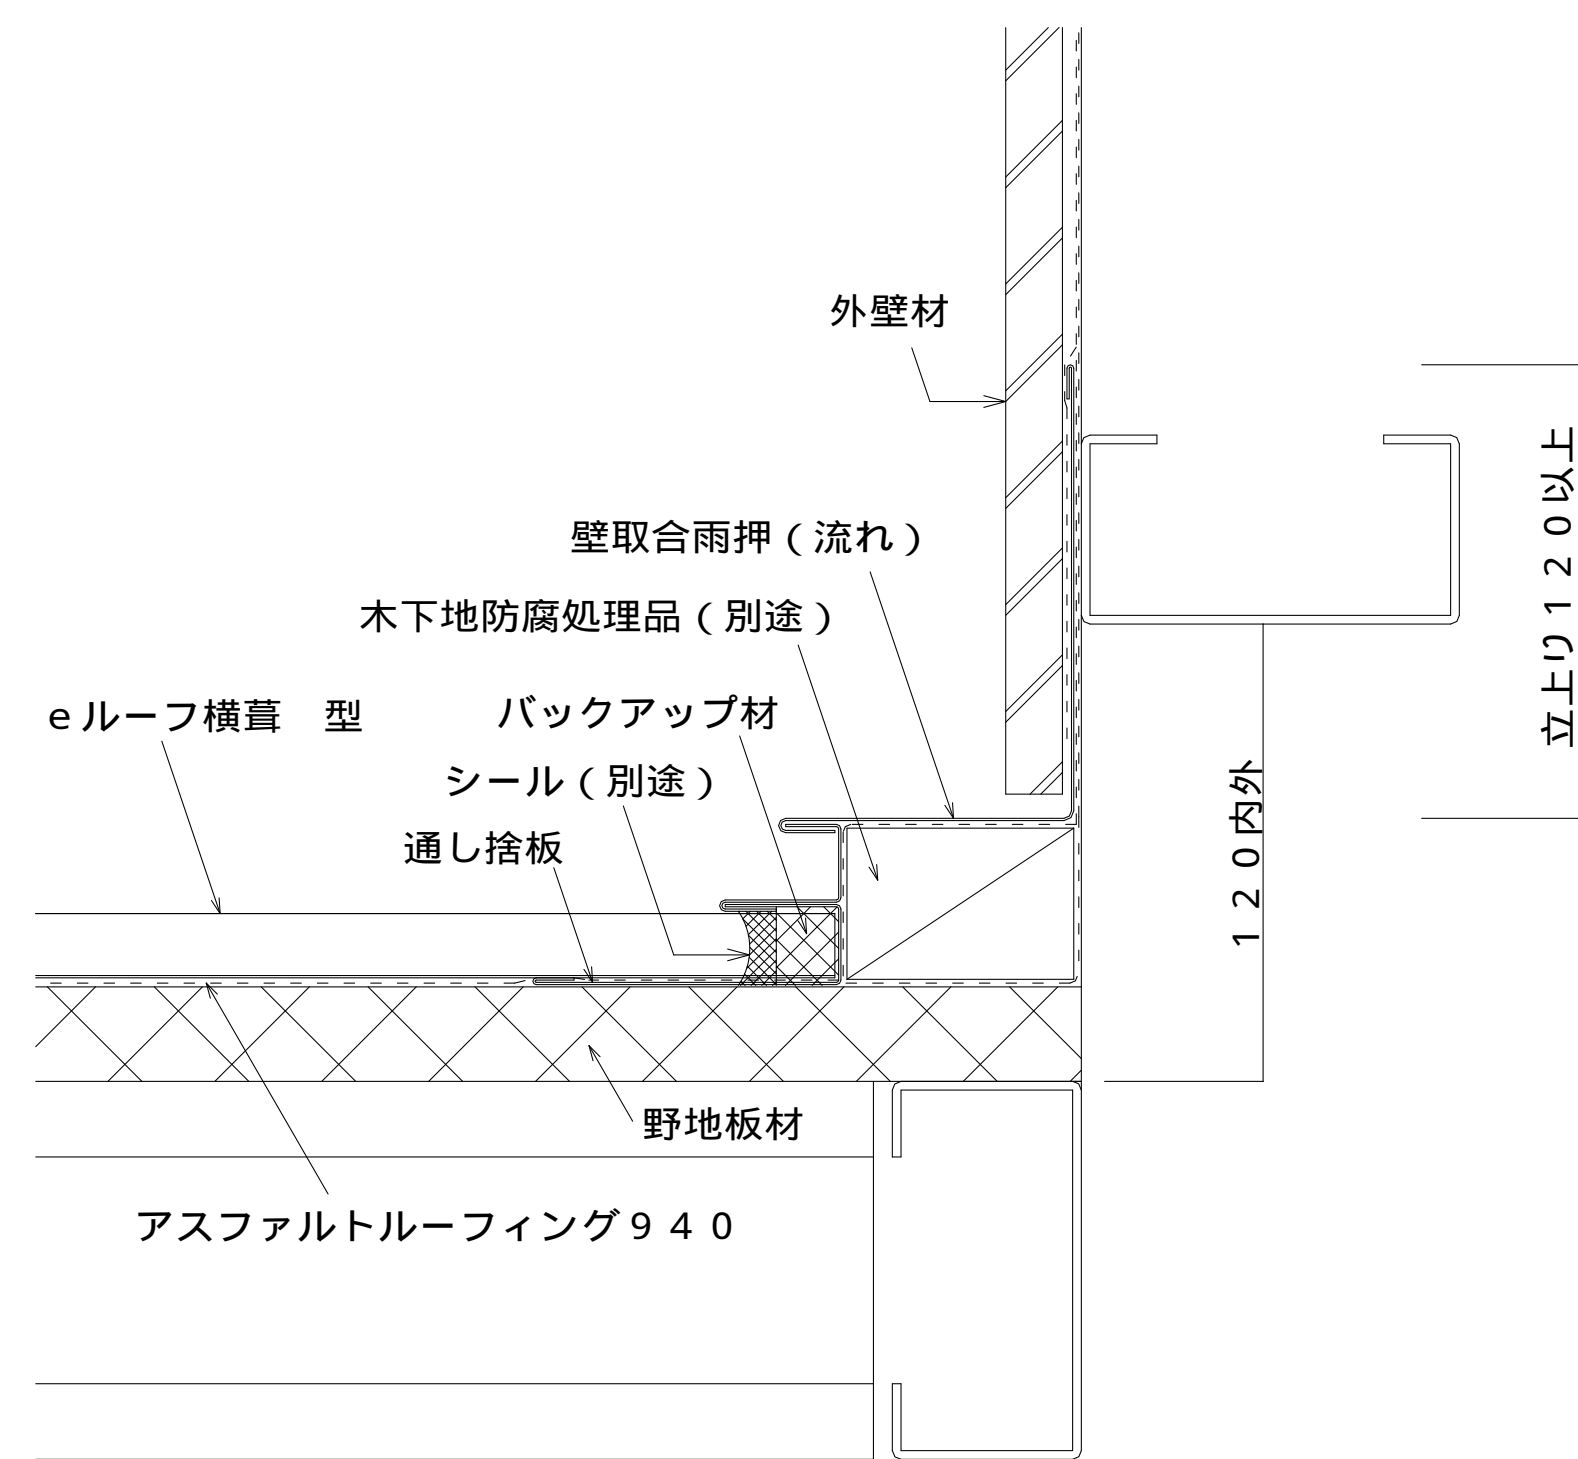 外壁材
壁取合雨押（流れ）
木下地防腐処理品（別途）
eルーフ横葺　型
バックアップ材
シール（別途）
通し捨板
野地板材
アスファルトルーフィング９４０
１２０内外
立上り１２０以上